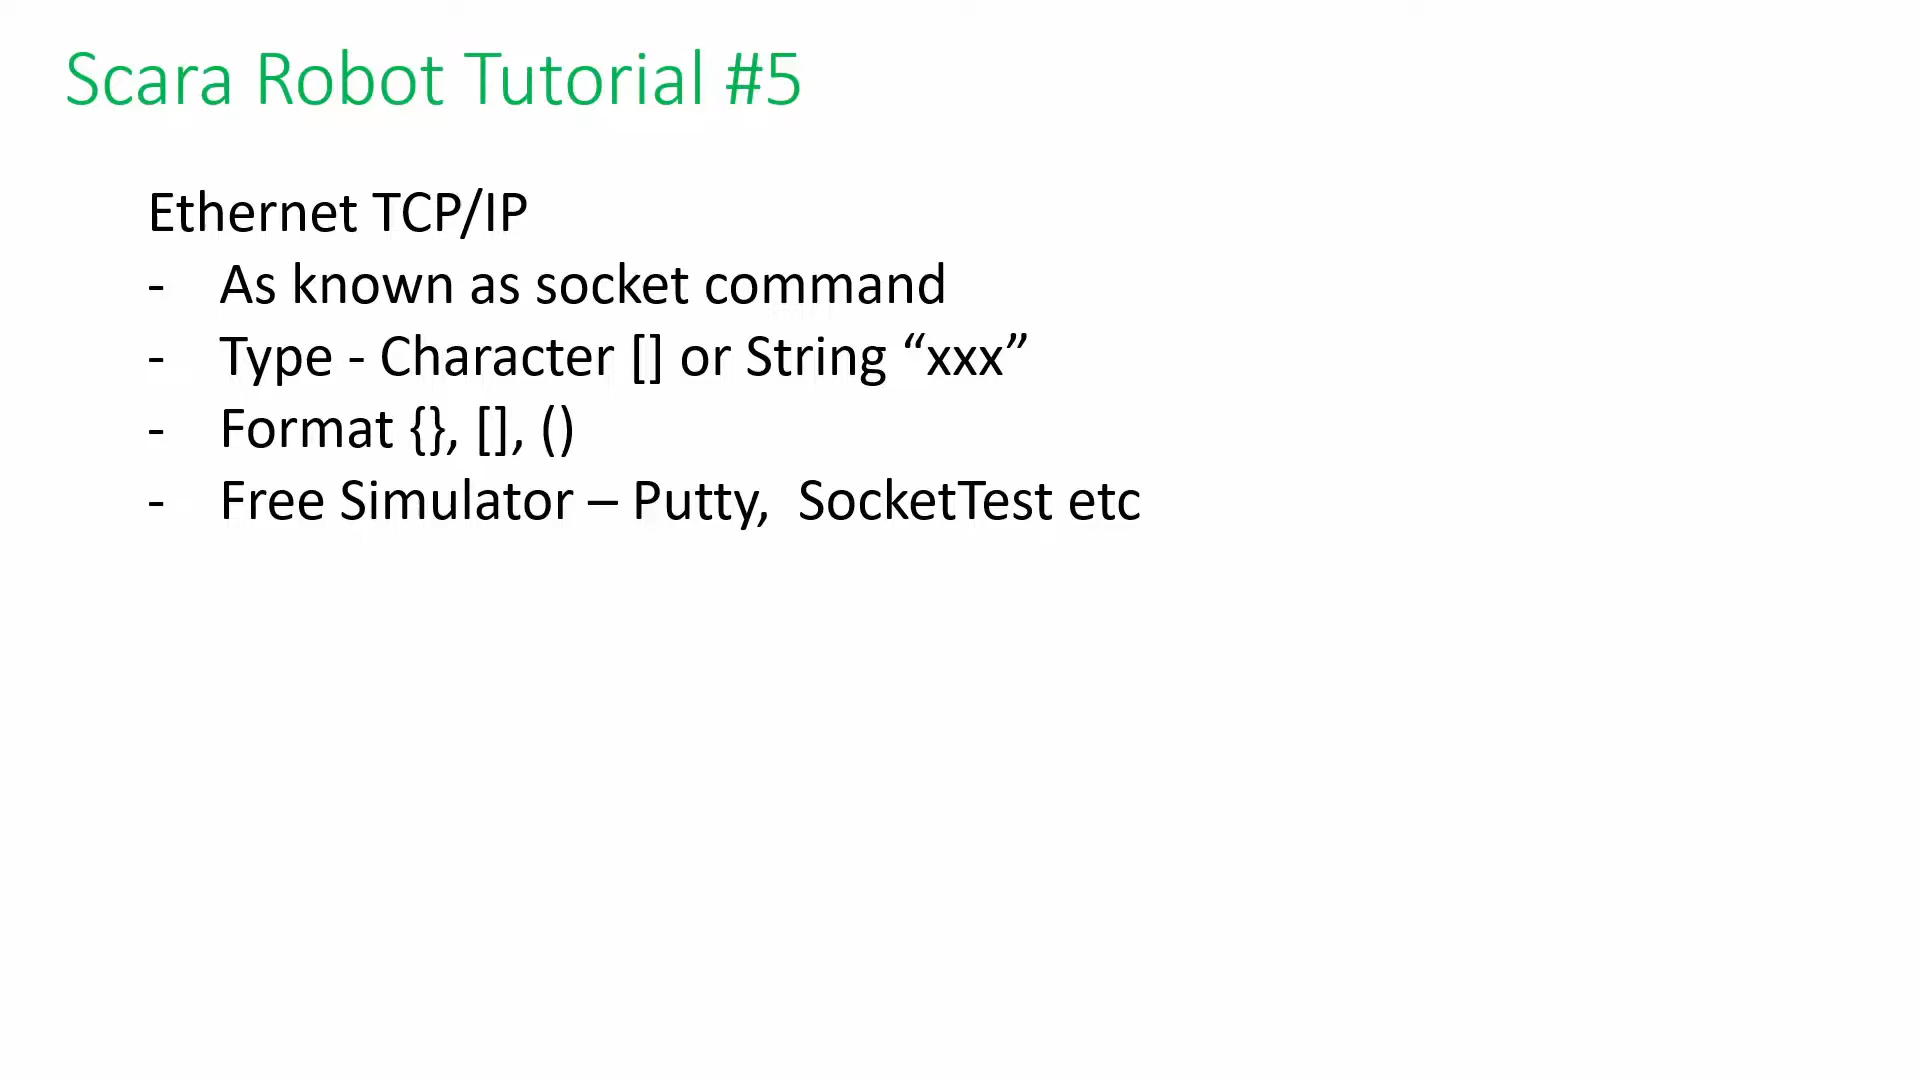 Scara Robot Tutorial #5
Ethernet TCP/IP
- As known as socket command
- Type - Character [] or String “xxx”
- Format {}, [], ()
- Free Simulator – Putty, SocketTest etc